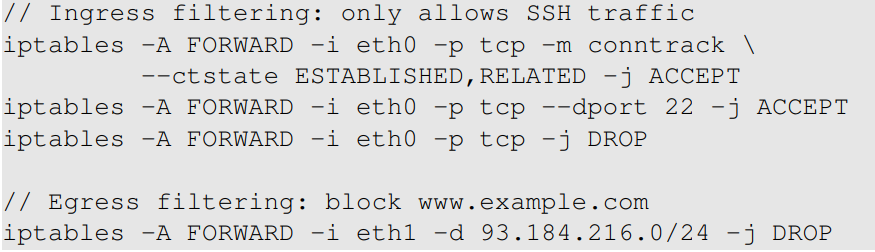 // Ingress filtering: only allows SSH traffic
iptables -A FORWARD -i eth0 -p tcp -m conntrack \
--ctstate ESTABLISHED,RELATED -j ACCEPT
iptables -A FORWARD -i eth0 -p tcp --dport 22 -j ACCEPT
iptables -A FORWARD -i eth0 -p tcp -j DROP
// Egress filtering: block www.example.com
iptables -A FORWARD -i eth1 -d 93.184.216.0/24 -j DROP